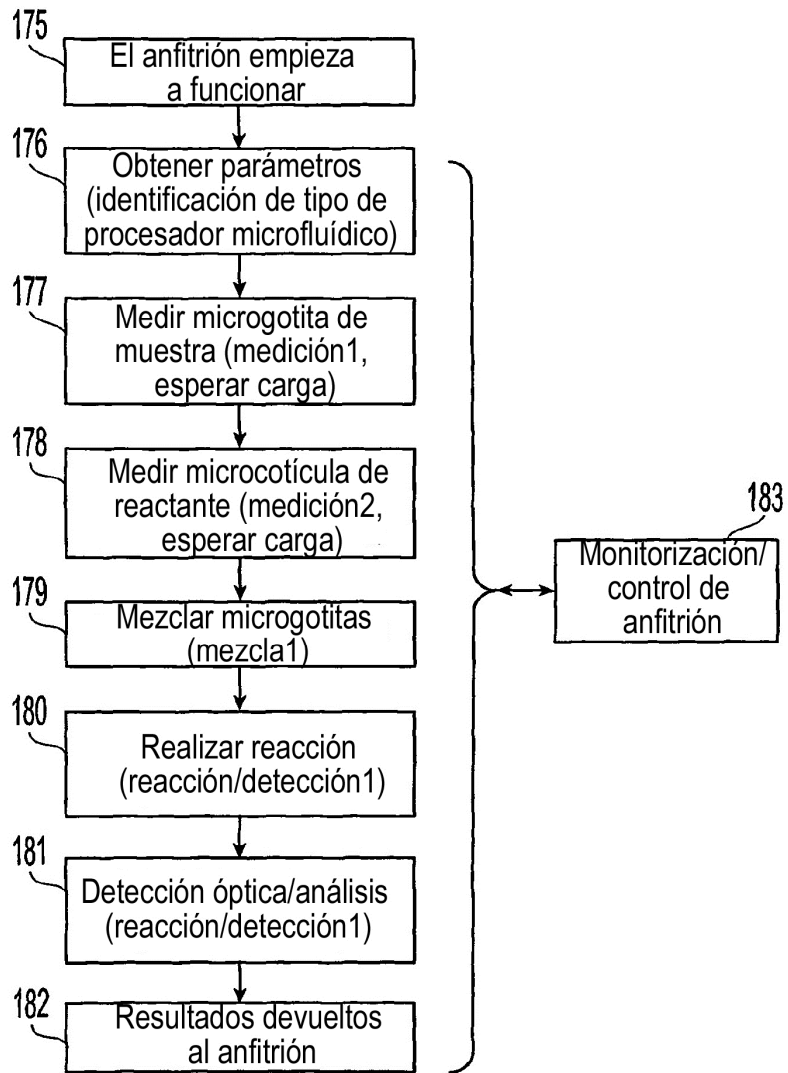 175
El anfitrión empieza
a funcionar
176
Obtener parámetros
(identificación de tipo de
procesador microfluídico)
177
Medir microgotita de
muestra (medición1,
esperar carga)
178
Medir microcotícula de
reactante (medición2,
esperar carga)
179
Mezclar microgotitas
(mezcla1)
180
Realizar reacción
(reacción/detección1)
181
Detección óptica/análisis
(reacción/detección1)
182
Resultados devueltos
al anfitrión
183
Monitorización/
control de
anfitrión